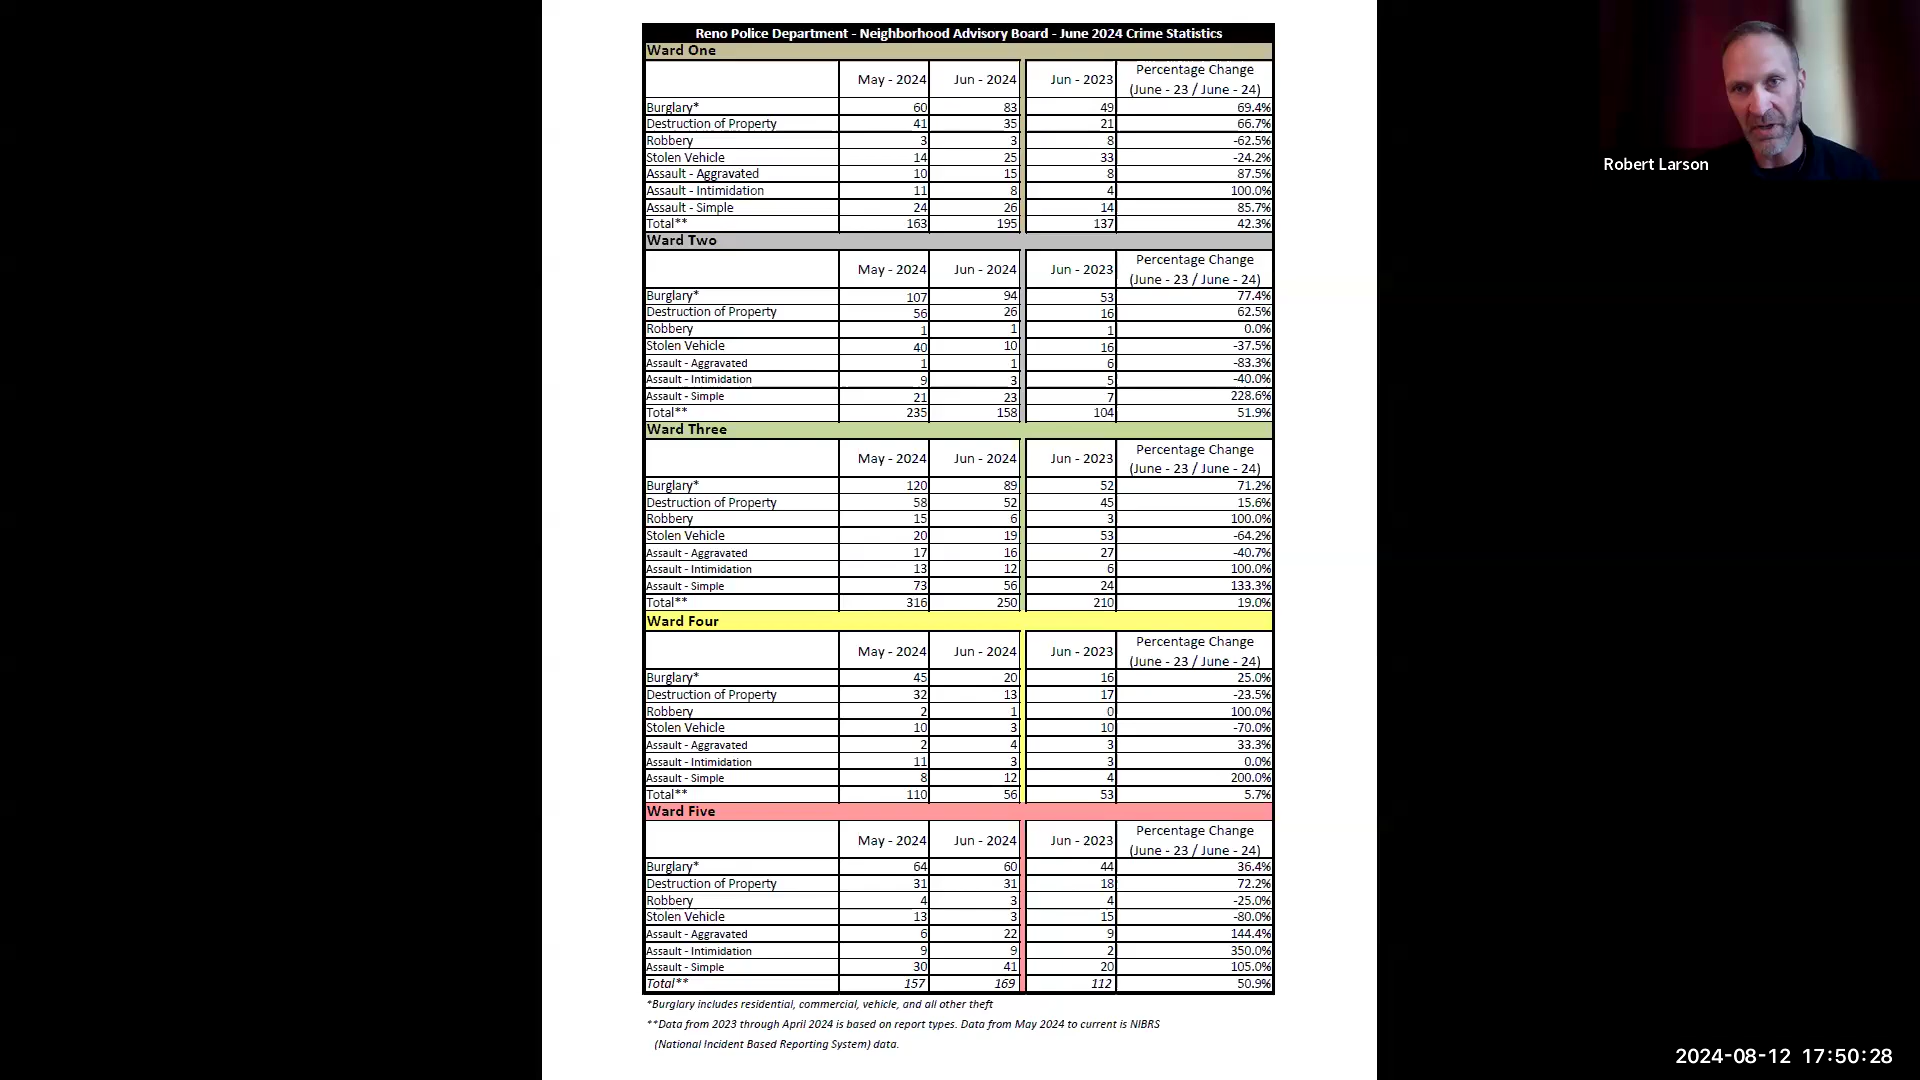 Reno Police Department - Neighborhood Advisory Board - June 2024 Crime Statistics
Ward One
May - 2024 Jun - 2024 Jun - 2023 Percentage Change
(June - 23 / June - 24)
Burglary* 60 83 49 69.4%
Destruction of Property 41 35 21 66.7%
Robbery 3 3 8 -62.5%
Stolen Vehicle 14 25 33 -24.2%
Assault - Aggravated 10 15 8 87.5%
Assault - Intimidation 11 8 4 100.0%
Assault - Simple 24 26 14 85.7%
Total** 163 195 137 42.3%
Ward Two
May - 2024 Jun - 2024 Jun - 2023 Percentage Change
(June - 23 / June - 24)
Burglary* 107 94 53 77.4%
Destruction of Property 56 26 16 62.5%
Robbery 1 1 1 0.0%
Stolen Vehicle 40 10 16 -37.5%
Assault - Aggravated 1 1 6 -83.3%
Assault - Intimidation 9 3 5 -40.0%
Assault - Simple 21 23 7 228.6%
Total** 235 158 104 51.9%
Ward Three
May - 2024 Jun - 2024 Jun - 2023 Percentage Change
(June - 23 / June - 24)
Burglary* 120 89 52 71.2%
Destruction of Property 58 52 45 15.6%
Robbery 15 6 3 100.0%
Stolen Vehicle 20 19 53 -64.2%
Assault - Aggravated 17 16 27 -40.7%
Assault - Intimidation 13 12 6 100.0%
Assault - Simple 73 56 24 133.3%
Total** 316 250 210 19.0%
Ward Four
May - 2024 Jun - 2024 Jun - 2023 Percentage Change
(June - 23 / June - 24)
Burglary* 45 20 16 25.0%
Destruction of Property 32 13 17 -23.5%
Robbery 2 1 0 100.0%
Stolen Vehicle 10 3 10 -70.0%
Assault - Aggravated 2 4 3 33.3%
Assault - Intimidation 11 3 3 0.0%
Assault - Simple 8 12 4 200.0%
Total** 110 56 53 5.7%
Ward Five
May - 2024 Jun - 2024 Jun - 2023 Percentage Change
(June - 23 / June - 24)
Burglary* 64 60 44 36.4%
Destruction of Property 31 31 18 72.2%
Robbery 4 3 4 -25.0%
Stolen Vehicle 13 3 15 -80.0%
Assault - Aggravated 6 22 9 144.4%
Assault - Intimidation 9 9 2 350.0%
Assault - Simple 30 41 20 105.0%
Total** 157 169 112 50.9%
*Burglary includes residential, commercial, vehicle, and all other theft
**Data from 2023 through April 2024 is based on report types. Data from May 2024 to current is NIBRS
(National Incident Based Reporting System) data.
Robert Larson
2024-08-12 17:50:28